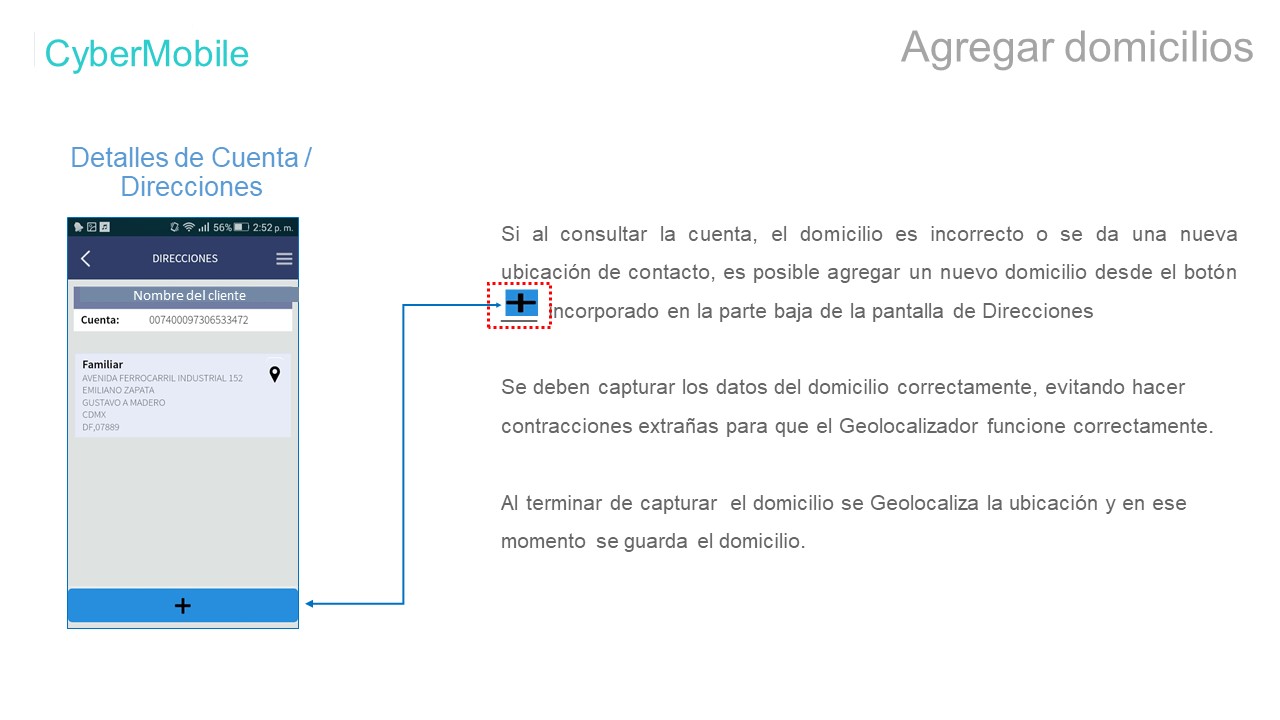 CyberMobile
Agregar domicilios
Detalles de Cuenta /
Direcciones
56% 2:52 p. m.
DIRECCIONES
Nombre del cliente
Cuenta: 007400097306533472
Familiar
AVENIDA FERROCARRIL INDUSTRIAL 152
EMILIANO ZAPATA
GUSTAVO A MADERO
CDMX
DF,07889
+
Si al consultar la cuenta, el domicilio es incorrecto o se da una nueva
ubicación de contacto, es posible agregar un nuevo domicilio desde el botón
+ incorporado en la parte baja de la pantalla de Direcciones
Se deben capturar los datos del domicilio correctamente, evitando hacer
contracciones extrañas para que el Geolocalizador funcione correctamente.
Al terminar de capturar el domicilio se Geolocaliza la ubicación y en ese
momento se guarda el domicilio.